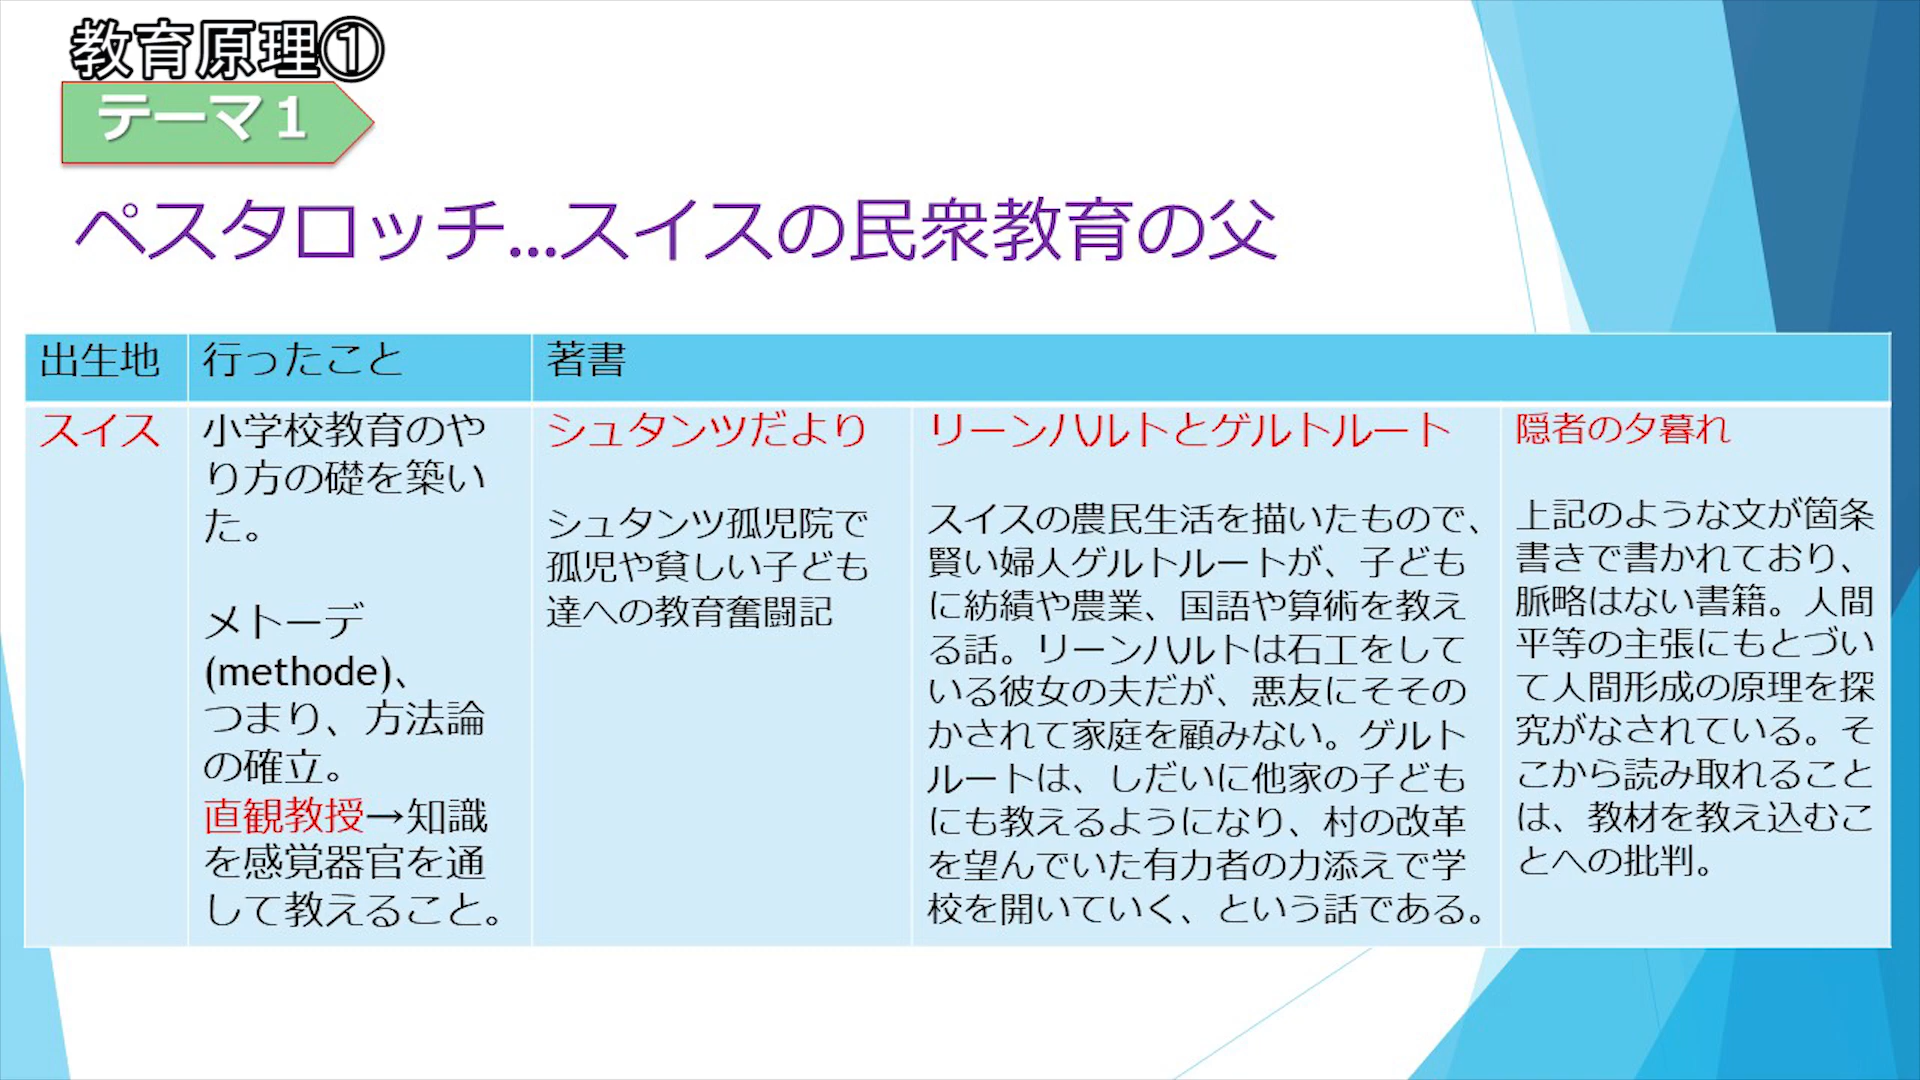 教育原理①
テーマ1
ペスタロッチ...スイスの民衆教育の父
出生地
行ったこと
著書
スイス
小学校教育のや
り方の礎を築い
た。
メトーデ
(methode)、
つまり、方法論
の確立。
直観教授→知識
を感覚器官を通
して教えること。
シュタンツだより
シュタンツ孤児院で
孤児や貧しい子ども
達への教育奮闘記
リーンハルトとゲルトルート
スイスの農民生活を描いたもので、
賢い婦人ゲルトルートが、子ども
に紡績や農業、国語や算術を教え
る話。リーンハルトは石工をして
いる彼女の夫だが、悪友にそその
かされて家庭を顧みない。ゲルト
ルートは、しだいに他家の子ども
にも教えるようになり、村の改革
を望んでいた有力者の力添えで学
校を開いていく、という話である。
隠者の夕暮れ
上記のような文が箇条
書きで書かれており、
脈略はない書籍。人間
平等の主張にもとづい
て人間形成の原理を探
究がなされている。そ
こから読み取れること
は、教材を教え込むこ
とへの批判。